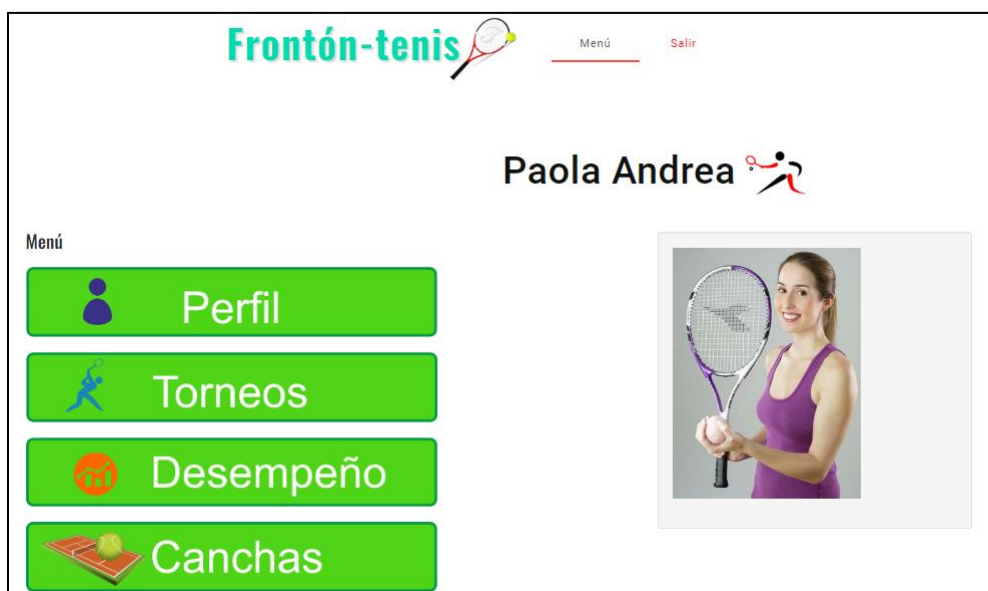 Frontón-tenis
Menú
Salir
Paola Andrea
Menú
Perfil
Torneos
Desempeño
Canchas